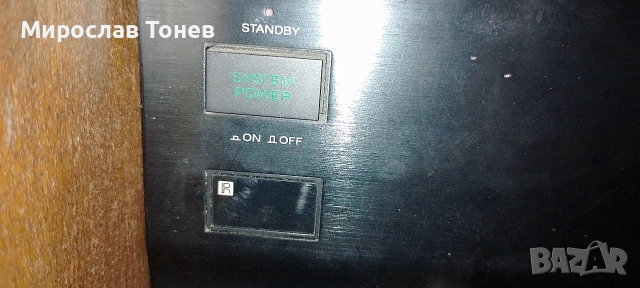 Мирослав Тонев
STANDBY
SYSTEM
POWER
ON OFF
BAZAR